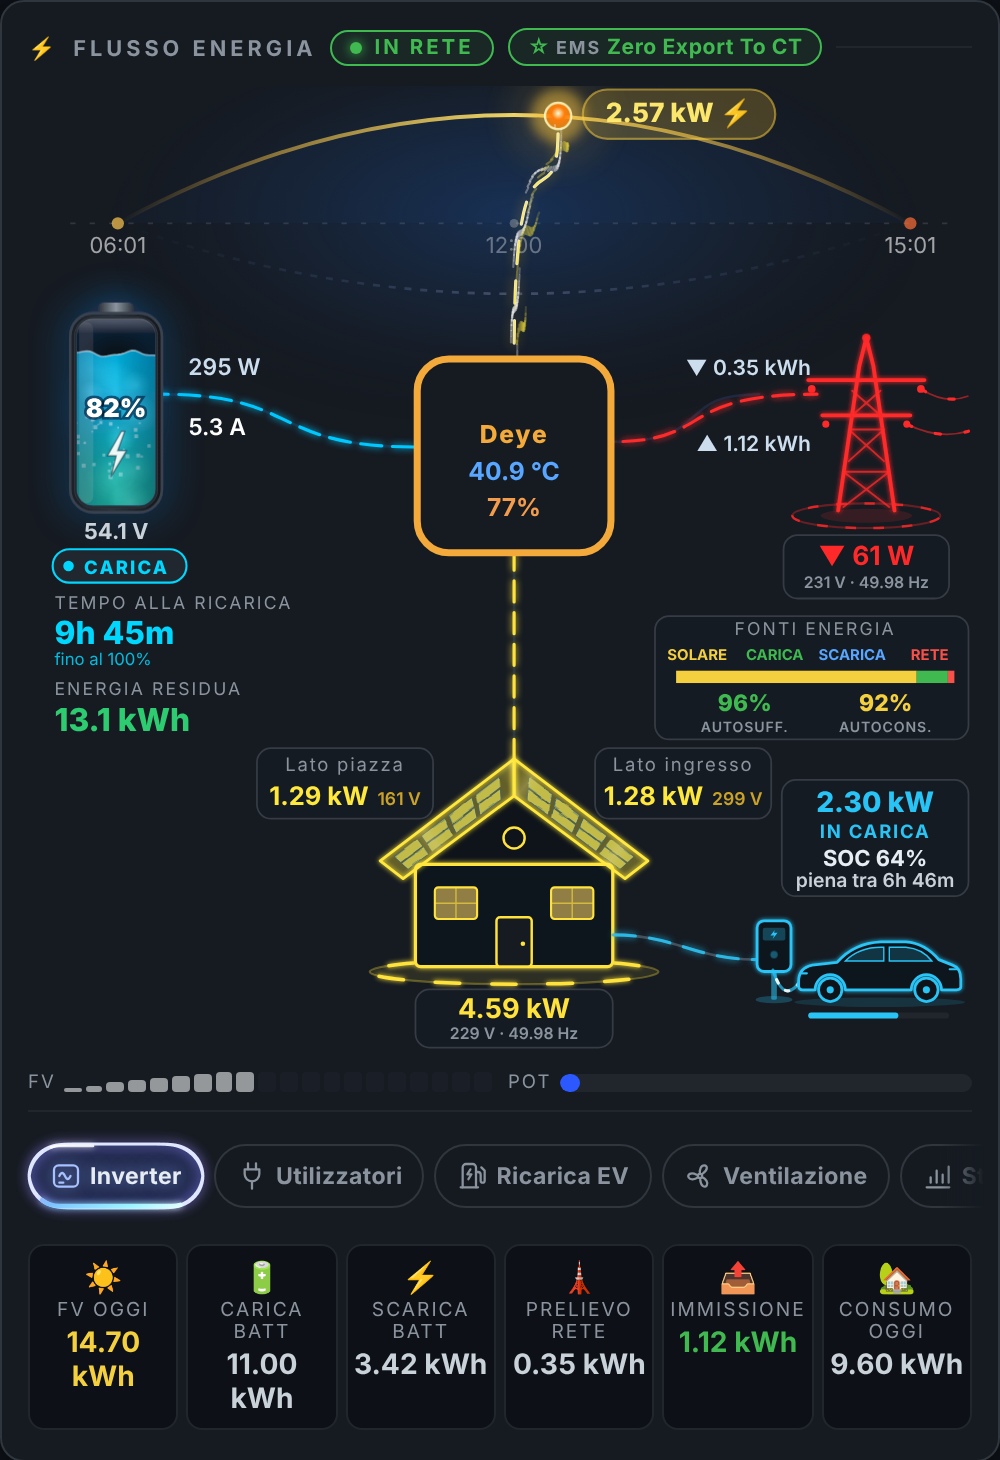 FLUSSO ENERGIA
IN RETE
EMS Zero Export To CT
2.57 kW
06:01
12:00
15:01
82%
295 W
5.3 A
54.1 V
CARICA
TEMPO ALLA RICARICA
9h 45m
fino al 100%
ENERGIA RESIDUA
13.1 kWh
Deye
40.9 °C
77%
▼ 0.35 kWh
▲ 1.12 kWh
▼ 61 W
231 V · 49.98 Hz
FONTI ENERGIA
SOLARE CARICA SCARICA RETE
96% 92%
AUTOSUFF. AUTOCONS.
Lato piazza
1.29 kW 161 V
Lato ingresso
1.28 kW 299 V
2.30 kW
IN CARICA
SOC 64%
piena tra 6h 46m
4.59 kW
229 V · 49.98 Hz
FV
POT
Inverter
Utilizzatori
Ricarica EV
Ventilazione
FV OGGI
14.70
kWh
CARICA
BATT
11.00
kWh
SCARICA
BATT
3.42 kWh
PRELIEVO
RETE
0.35 kWh
IMMISSIONE
1.12 kWh
CONSUMO
OGGI
9.60 kWh